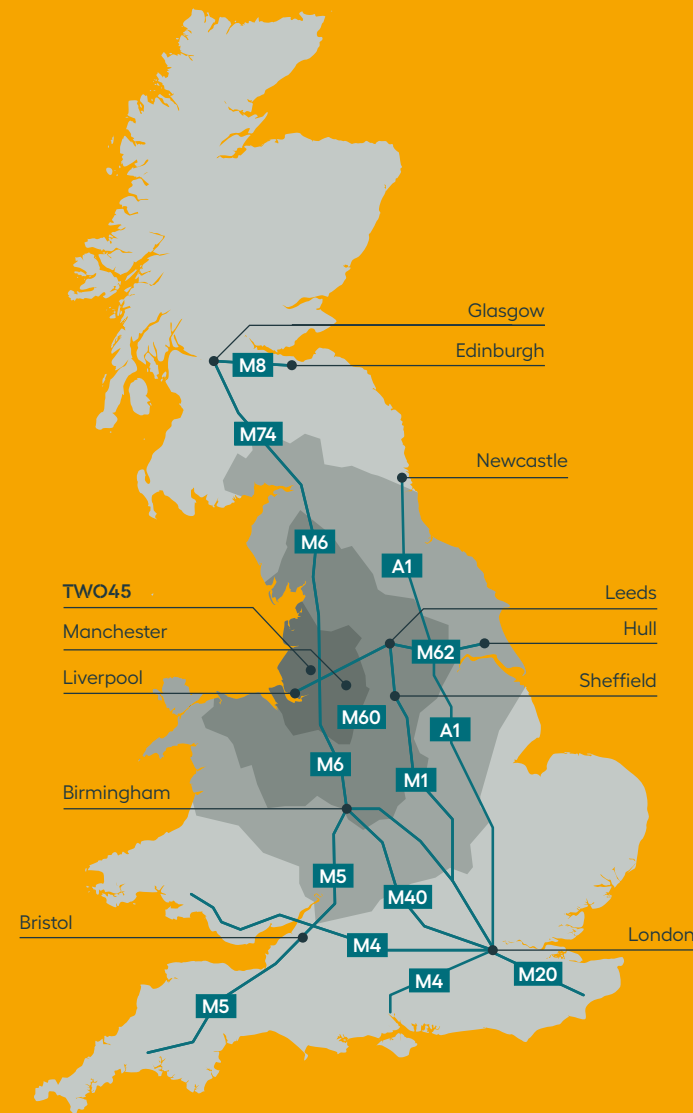 Glasgow
Edinburgh
M8
M74
Newcastle
M6
A1
TWO45
Leeds
Manchester
Hull
M62
Liverpool
Sheffield
M60
A1
M6
M1
Birmingham
M5
M40
Bristol
London
M4
M20
M4
M5